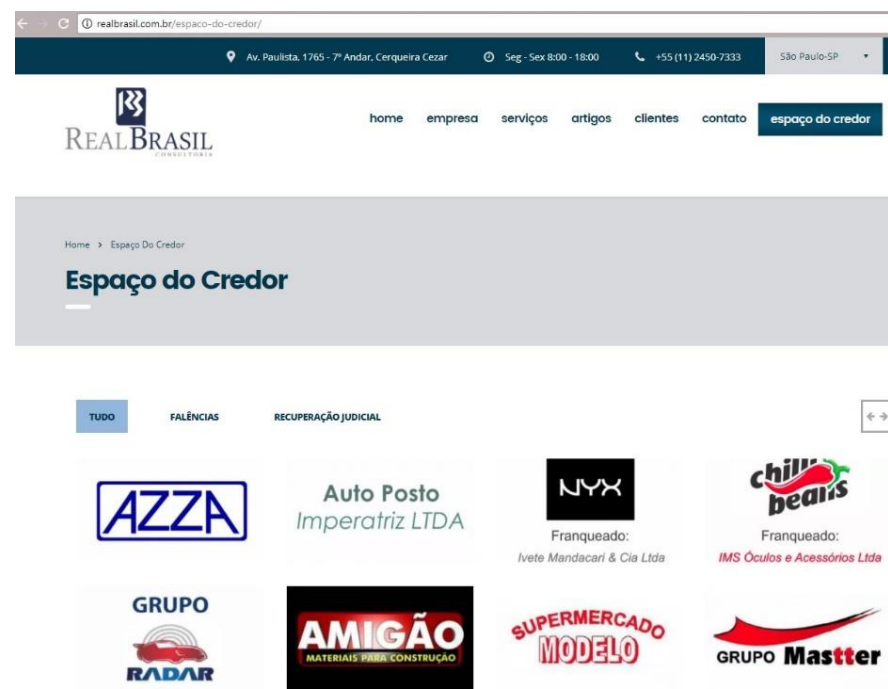 realbrasil.com.br/espaco-do-credor/
Av. Paulista, 1765 - 7º Andar, Cerqueira Cezar
Seg - Sex 8:00 - 18:00
+55 (11) 2450-7333
São Paulo-SP
REALBRASIL
CONSULTORIA
home empresa serviços artigos clientes contato espaço do credor
Home > Espaço Do Credor
Espaço do Credor
TUDO FALÊNCIAS RECUPERAÇÃO JUDICIAL
AZZA
Auto Posto
Imperatriz LTDA
NYX
Franqueado:
Ivete Mandacari & Cia Ltda
chilli
beans
Franqueado:
IMS Óculos e Acessórios Ltda
GRUPO
RADAR
AMIGÃO
MATERIAIS PARA CONSTRUÇÃO
SUPERMERCADO
MODELO
GRUPO Mastter